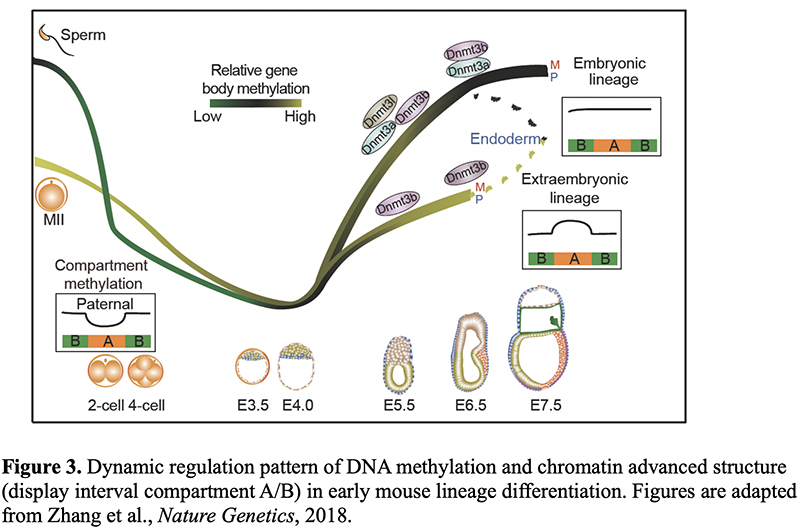 Sperm
Relative gene
body methylation
Low High
MII
Compartment
methylation
Paternal
B A B
2-cell 4-cell
E3.5 E4.0 E5.5 E6.5 E7.5
Dnmt3l
Dnmt3b
Dnmt3a
Dnmt3b
Dnmt3a
M
P
Dnmt3b
Dnmt3b
M
P
Endoderm
Embryonic
lineage
B A B
Extraembryonic
lineage
B A B
Figure 3. Dynamic regulation pattern of DNA methylation and chromatin advanced structure
(display interval compartment A/B) in early mouse lineage differentiation. Figures are adapted
from Zhang et al., Nature Genetics, 2018.